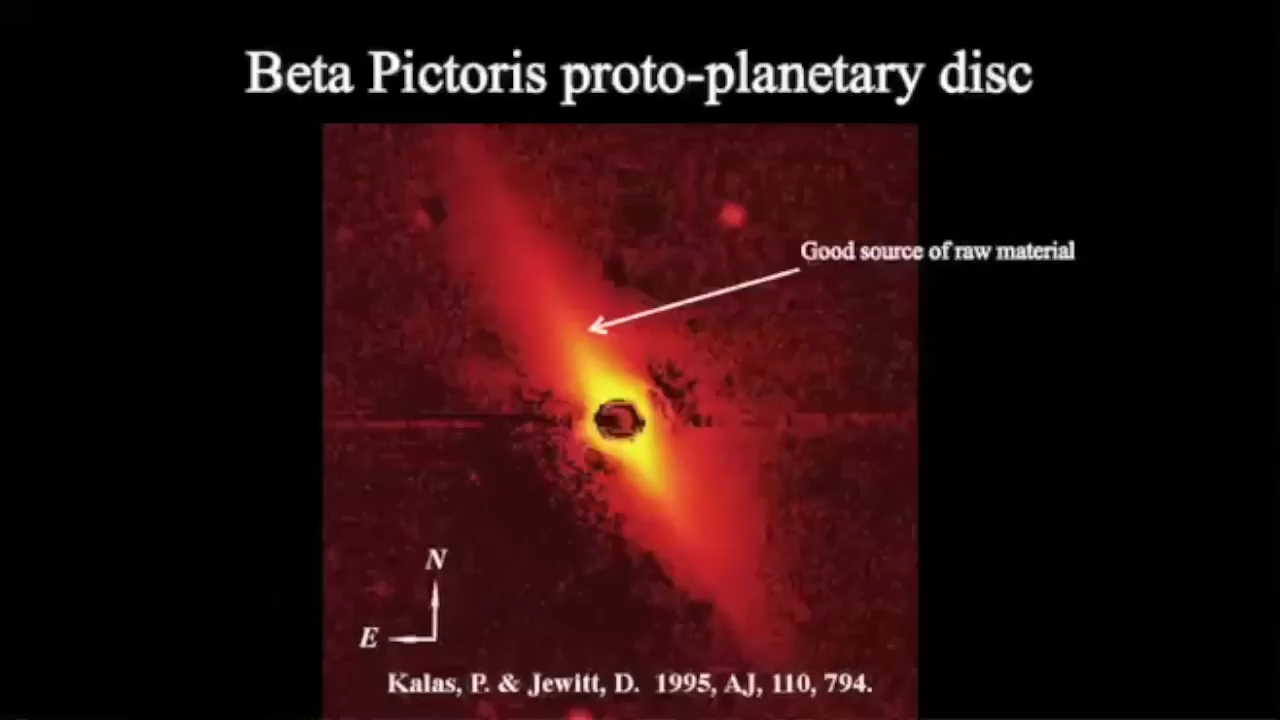 Beta Pictoris proto-planetary disc
Good source of raw material
N
E
Kalas, P. & Jewitt, D. 1995, AJ, 110, 794.